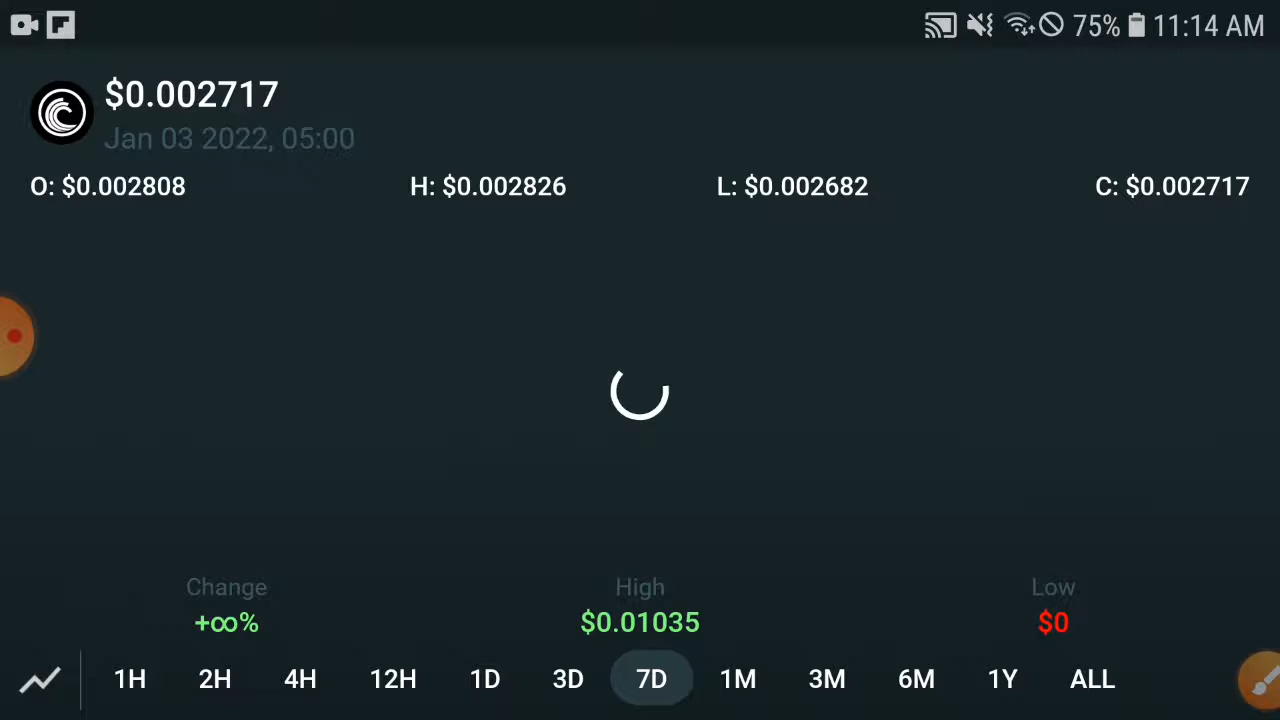 75% 11:14 AM
$0.002717
Jan 03 2022, 05:00
O: $0.002808 H: $0.002826 L: $0.002682 C: $0.002717
Change High Low
+∞% $0.01035 $0
1H 2H 4H 12H 1D 3D 7D 1M 3M 6M 1Y ALL